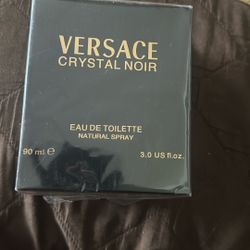 VERSACE
CRYSTAL NOIR
EAU DE TOILETTE
NATURAL SPRAY
90 ml ℮ 3.0 US fl.oz.